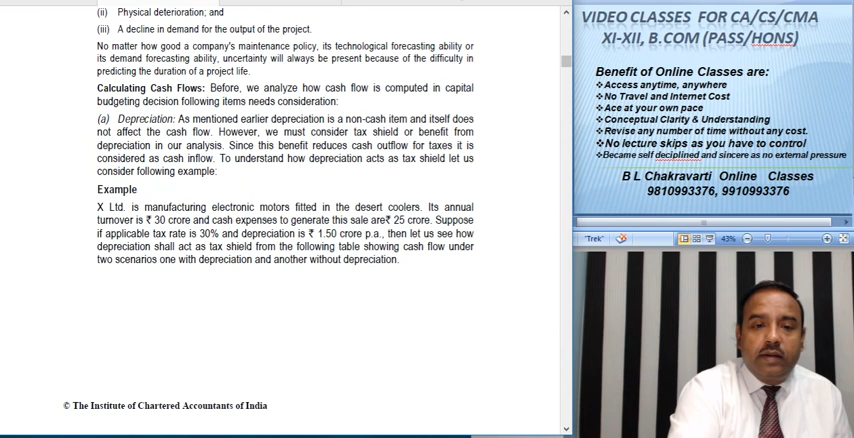 (ii) Physical deterioration; and
(iii) A decline in demand for the output of the project.
No matter how good a company's maintenance policy, its technological forecasting ability or
its demand forecasting ability, uncertainty will always be present because of the difficulty in
predicting the duration of a project life.
Calculating Cash Flows: Before, we analyze how cash flow is computed in capital
budgeting decision following items needs consideration:
(a) Depreciation: As mentioned earlier depreciation is a non-cash item and itself does
not affect the cash flow. However, we must consider tax shield or benefit from
depreciation in our analysis. Since this benefit reduces cash outflow for taxes it is
considered as cash inflow. To understand how depreciation acts as tax shield let us
consider following example:
Example
X Ltd. is manufacturing electronic motors fitted in the desert coolers. Its annual
turnover is ₹ 30 crore and cash expenses to generate this sale are₹ 25 crore. Suppose
if applicable tax rate is 30% and depreciation is ₹ 1.50 crore p.a., then let us see how
depreciation shall act as tax shield from the following table showing cash flow under
two scenarios one with depreciation and another without depreciation.
© The Institute of Chartered Accountants of India
VIDEO CLASSES FOR CA/CS/CMA
XI-XII, B.COM (PASS/HONS)
Benefit of Online Classes are:
❖Access anytime, anywhere
❖No Travel and Internet Cost
❖Ace at your own pace
❖Conceptual Clarity & Understanding
❖Revise any number of time without any cost.
❖No lecture skips as you have to control
❖Became self deciplined and sincere as no external pressure
B L Chakravarti Online Classes
9810993376, 9910993376
"Trek"
43%